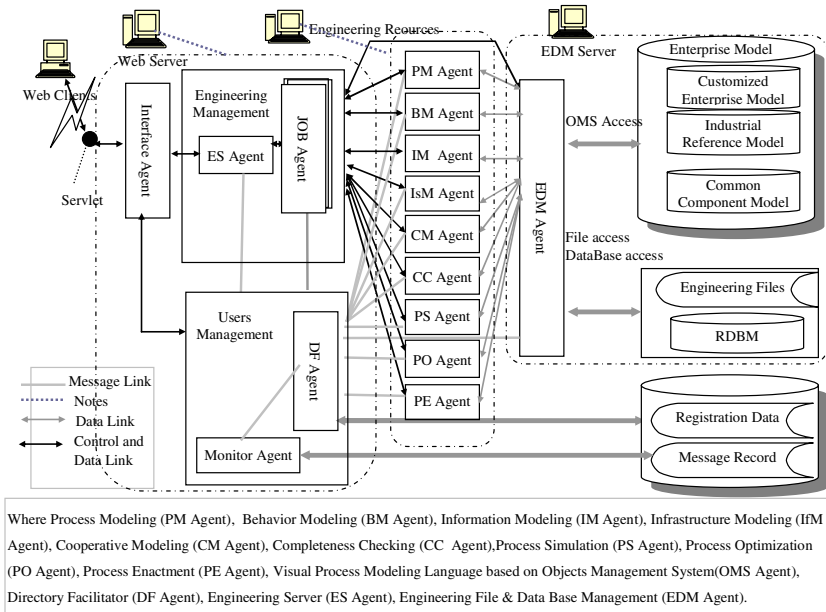 Engineering Reources
Web Server
EDM Server
Web Clients
Servlet
Interface Agent
Engineering
Management
ES Agent
JOB Agent
Users
Management
DF Agent
Monitor Agent
PM Agent
BM Agent
IM Agent
IsM Agent
CM Agent
CC Agent
PS Agent
PO Agent
PE Agent
EDM Agent
OMS Access
File access
DataBase access
Enterprise Model
Customized
Enterprise Model
Industrial
Reference Model
Common
Component Model
Engineering Files
RDBM
Registration Data
Message Record
Message Link
Notes
Data Link
Control and
Data Link
Where Process Modeling (PM Agent), Behavior Modeling (BM Agent), Information Modeling (IM Agent), Infrastructure Modeling (IfM
Agent), Cooperative Modeling (CM Agent), Completeness Checking (CC Agent),Process Simulation (PS Agent), Process Optimization
(PO Agent), Process Enactment (PE Agent), Visual Process Modeling Language based on Objects Management System(OMS Agent),
Directory Facilitator (DF Agent), Engineering Server (ES Agent), Engineering File & Data Base Management (EDM Agent).